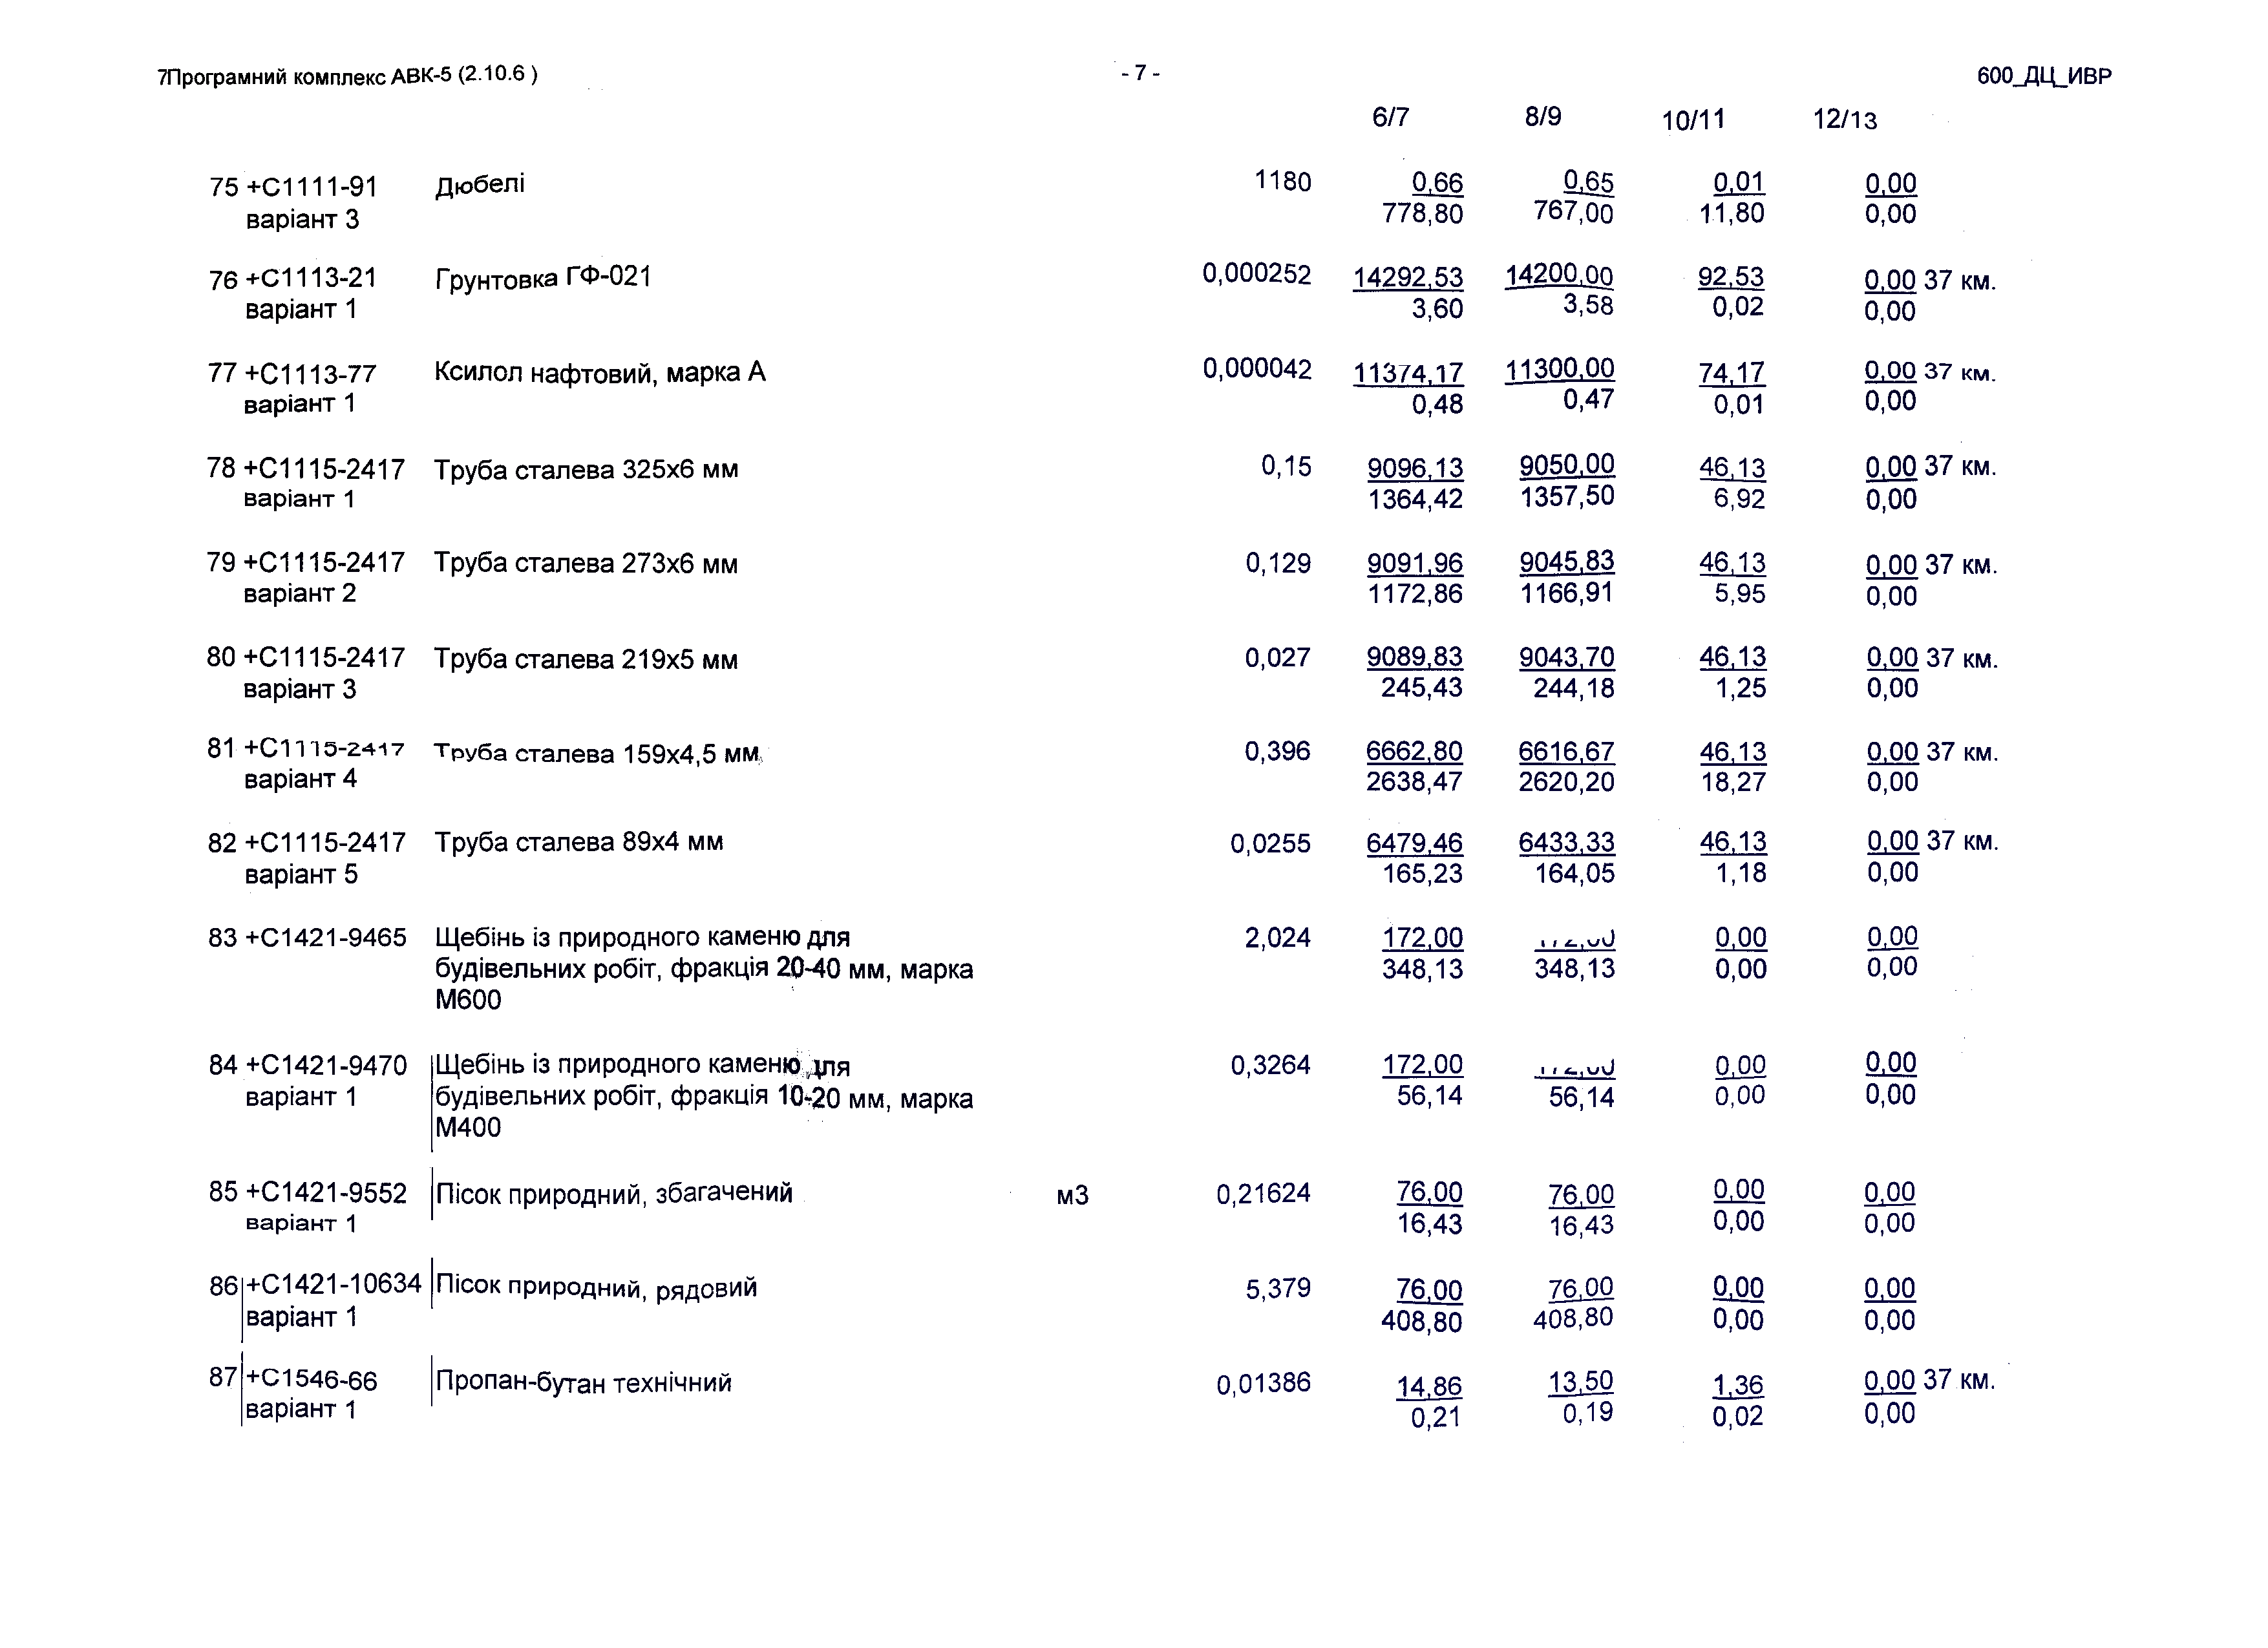 7Програмний комплекс АВК-5 (2.10.6 ) - 7 - 600_ДЦ_ИВР
6/7 8/9 10/11 12/13
75 +С1111-91 Дюбелі 1180 0,66 0,65 0,01 0,00
варіант 3 778,80 767,00 11,80 0,00
76 +С1113-21 Грунтовка ГФ-021 0,000252 14292,53 14200,00 92,53 0,00 37 км.
варіант 1 3,60 3,58 0,02 0,00
77 +С1113-77 Ксилол нафтовий, марка А 0,000042 11374,17 11300,00 74,17 0,00 37 км.
варіант 1 0,48 0,47 0,01 0,00
78 +С1115-2417 Труба сталева 325х6 мм 0,15 9096,13 9050,00 46,13 0,00 37 км.
варіант 1 1364,42 1357,50 6,92 0,00
79 +С1115-2417 Труба сталева 273х6 мм 0,129 9091,96 9045,83 46,13 0,00 37 км.
варіант 2 1172,86 1166,91 5,95 0,00
80 +С1115-2417 Труба сталева 219х5 мм 0,027 9089,83 9043,70 46,13 0,00 37 км.
варіант 3 245,43 244,18 1,25 0,00
81 +С1115-2417 Труба сталева 159х4,5 мм 0,396 6662,80 6616,67 46,13 0,00 37 км.
варіант 4 2638,47 2620,20 18,27 0,00
82 +С1115-2417 Труба сталева 89х4 мм 0,0255 6479,46 6433,33 46,13 0,00 37 км.
варіант 5 165,23 164,05 1,18 0,00
83 +С1421-9465 Щебінь із природного каменю для 2,024 172,00 0,00 0,00
будівельних робіт, фракція 20-40 мм, марка 348,13 348,13 0,00 0,00
М600
84 +С1421-9470 Щебінь із природного каменю для 0,3264 172,00 0,00 0,00
варіант 1 будівельних робіт, фракція 10-20 мм, марка 56,14 56,14 0,00 0,00
М400
85 +С1421-9552 Пісок природний, збагачений м3 0,21624 76,00 76,00 0,00 0,00
варіант 1 16,43 16,43 0,00 0,00
86 +С1421-10634 Пісок природний, рядовий 5,379 76,00 76,00 0,00 0,00
варіант 1 408,80 408,80 0,00 0,00
87 +С1546-66 Пропан-бутан технічний 0,01386 14,86 13,50 1,36 0,00 37 км.
варіант 1 0,21 0,19 0,02 0,00